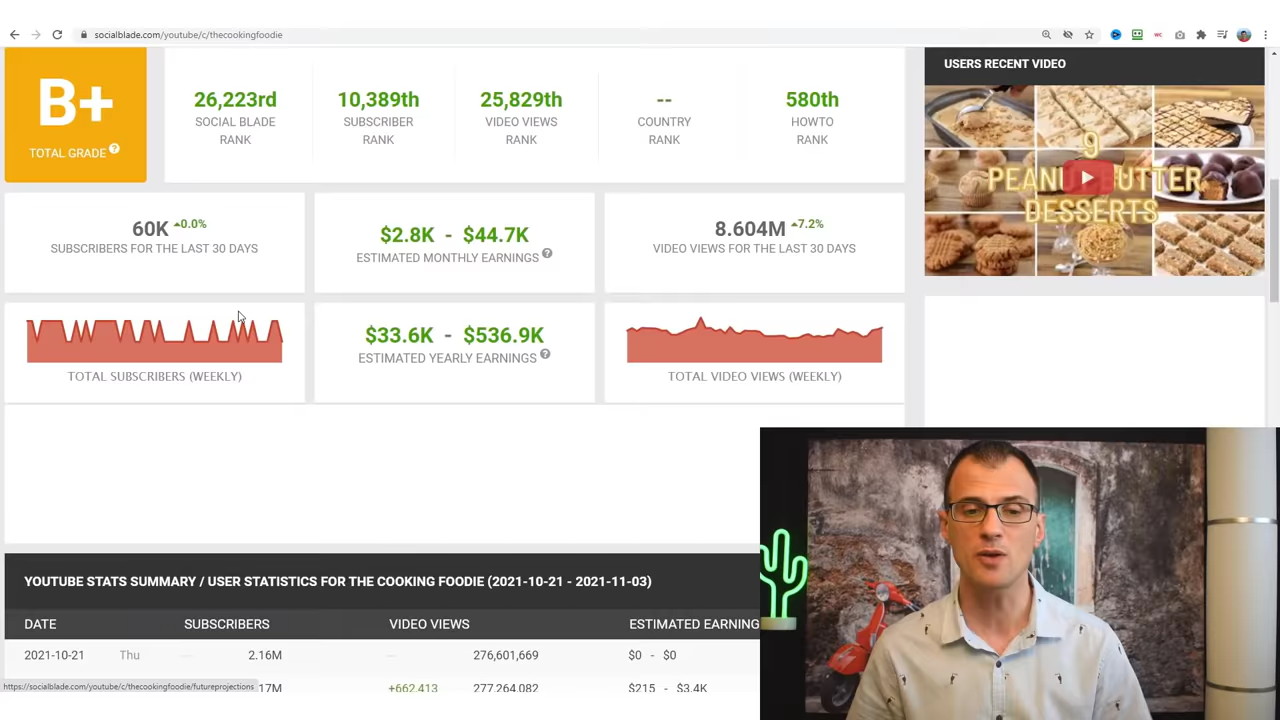 socialblade.com/youtube/c/thecookingfoodie
B+
TOTAL GRADE ?
26,223rd
SOCIAL BLADE
RANK
10,389th
SUBSCRIBER
RANK
25,829th
VIDEO VIEWS
RANK
--
COUNTRY
RANK
580th
HOWTO
RANK
USERS RECENT VIDEO
9
PEANUT BUTTER
DESSERTS
60K 0.0%
SUBSCRIBERS FOR THE LAST 30 DAYS
$2.8K - $44.7K
ESTIMATED MONTHLY EARNINGS ?
8.604M 7.2%
VIDEO VIEWS FOR THE LAST 30 DAYS
TOTAL SUBSCRIBERS (WEEKLY)
$33.6K - $536.9K
ESTIMATED YEARLY EARNINGS ?
TOTAL VIDEO VIEWS (WEEKLY)
YOUTUBE STATS SUMMARY / USER STATISTICS FOR THE COOKING FOODIE (2021-10-21 - 2021-11-03)
DATE SUBSCRIBERS VIDEO VIEWS ESTIMATED EARNING
2021-10-21 Thu -- 2.16M -- 276,601,669 $0 - $0
17M +662,413 277,264,082 $215 - $3.4K
https://socialblade.com/youtube/c/thecookingfoodie/futureprojections